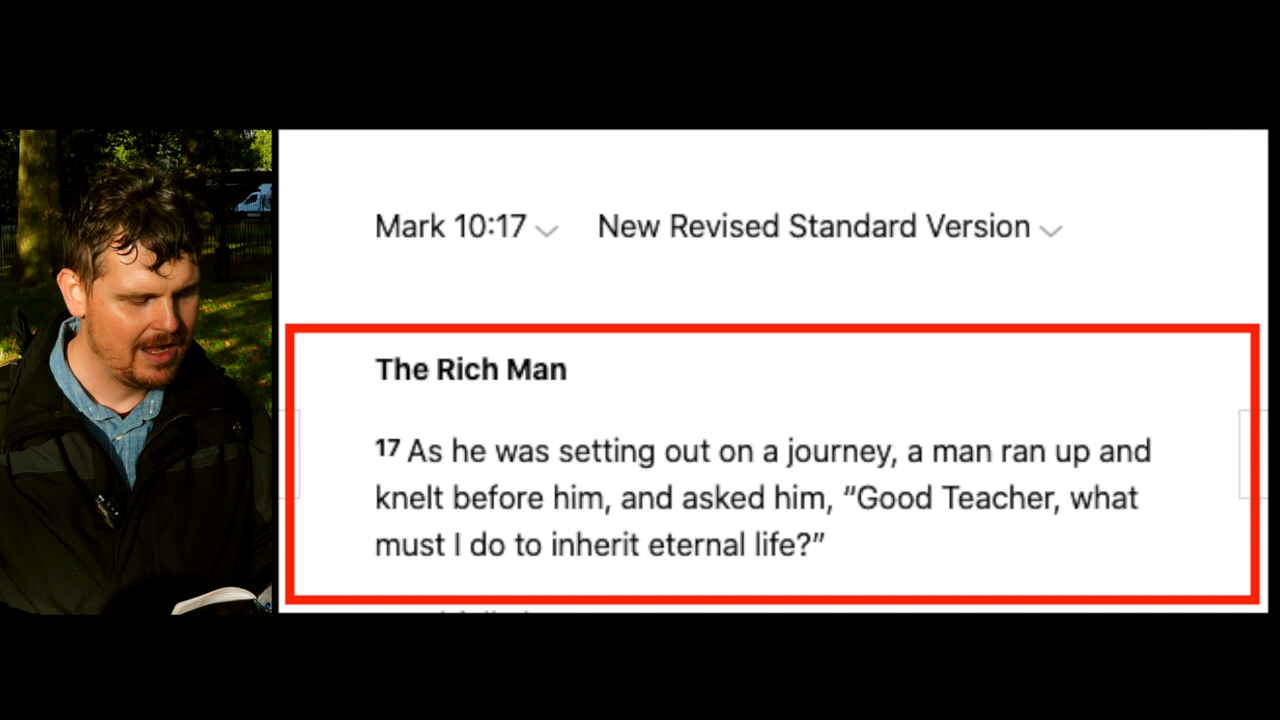 Mark 10:17 New Revised Standard Version
The Rich Man
17 As he was setting out on a journey, a man ran up and
knelt before him, and asked him, “Good Teacher, what
must I do to inherit eternal life?”